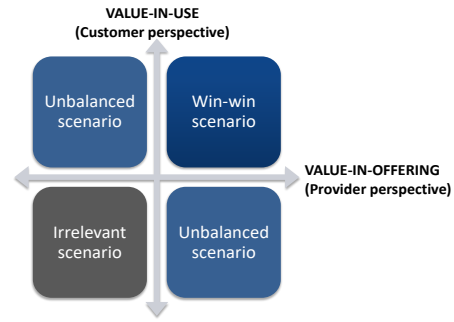 VALUE-IN-USE
(Customer perspective)
Unbalanced
scenario
Win-win
scenario
VALUE-IN-OFFERING
(Provider perspective)
Irrelevant
scenario
Unbalanced
scenario